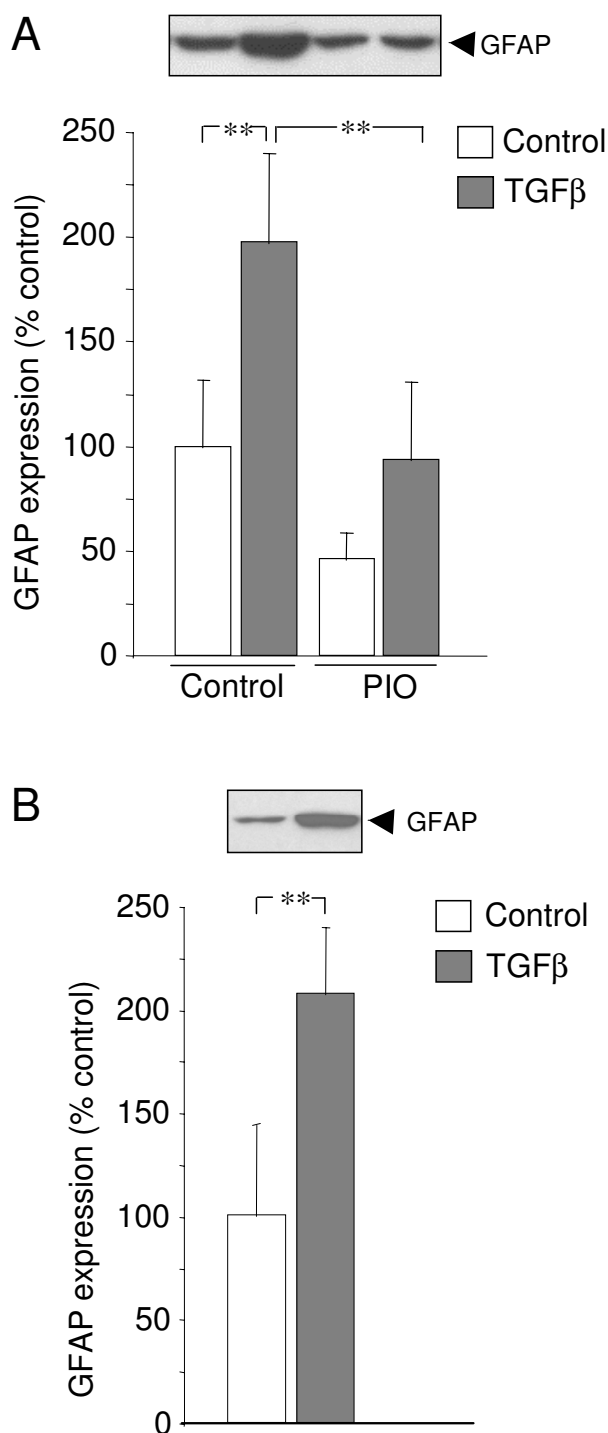 A
GFAP
**
**
Control
TGFβ
GFAP expression (% control)
250
200
150
100
50
0
Control
PIO
B
GFAP
**
Control
TGFβ
GFAP expression (% control)
250
200
150
100
50
0